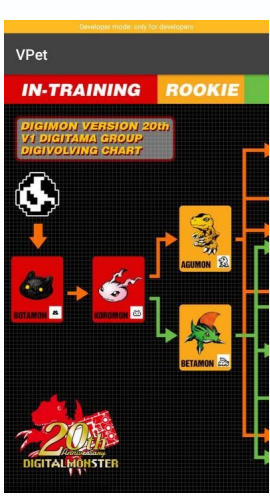 Developer mode: only for developers
VPet
IN-TRAINING
ROOKIE
DIGIMON VERSION 20th
V1 DIGITAMA GROUP
DIGIVOLVING CHART
AGUMON
BOTAMON
KOROMON
BETAMON
20th
Anniversary
DIGITALMONSTER